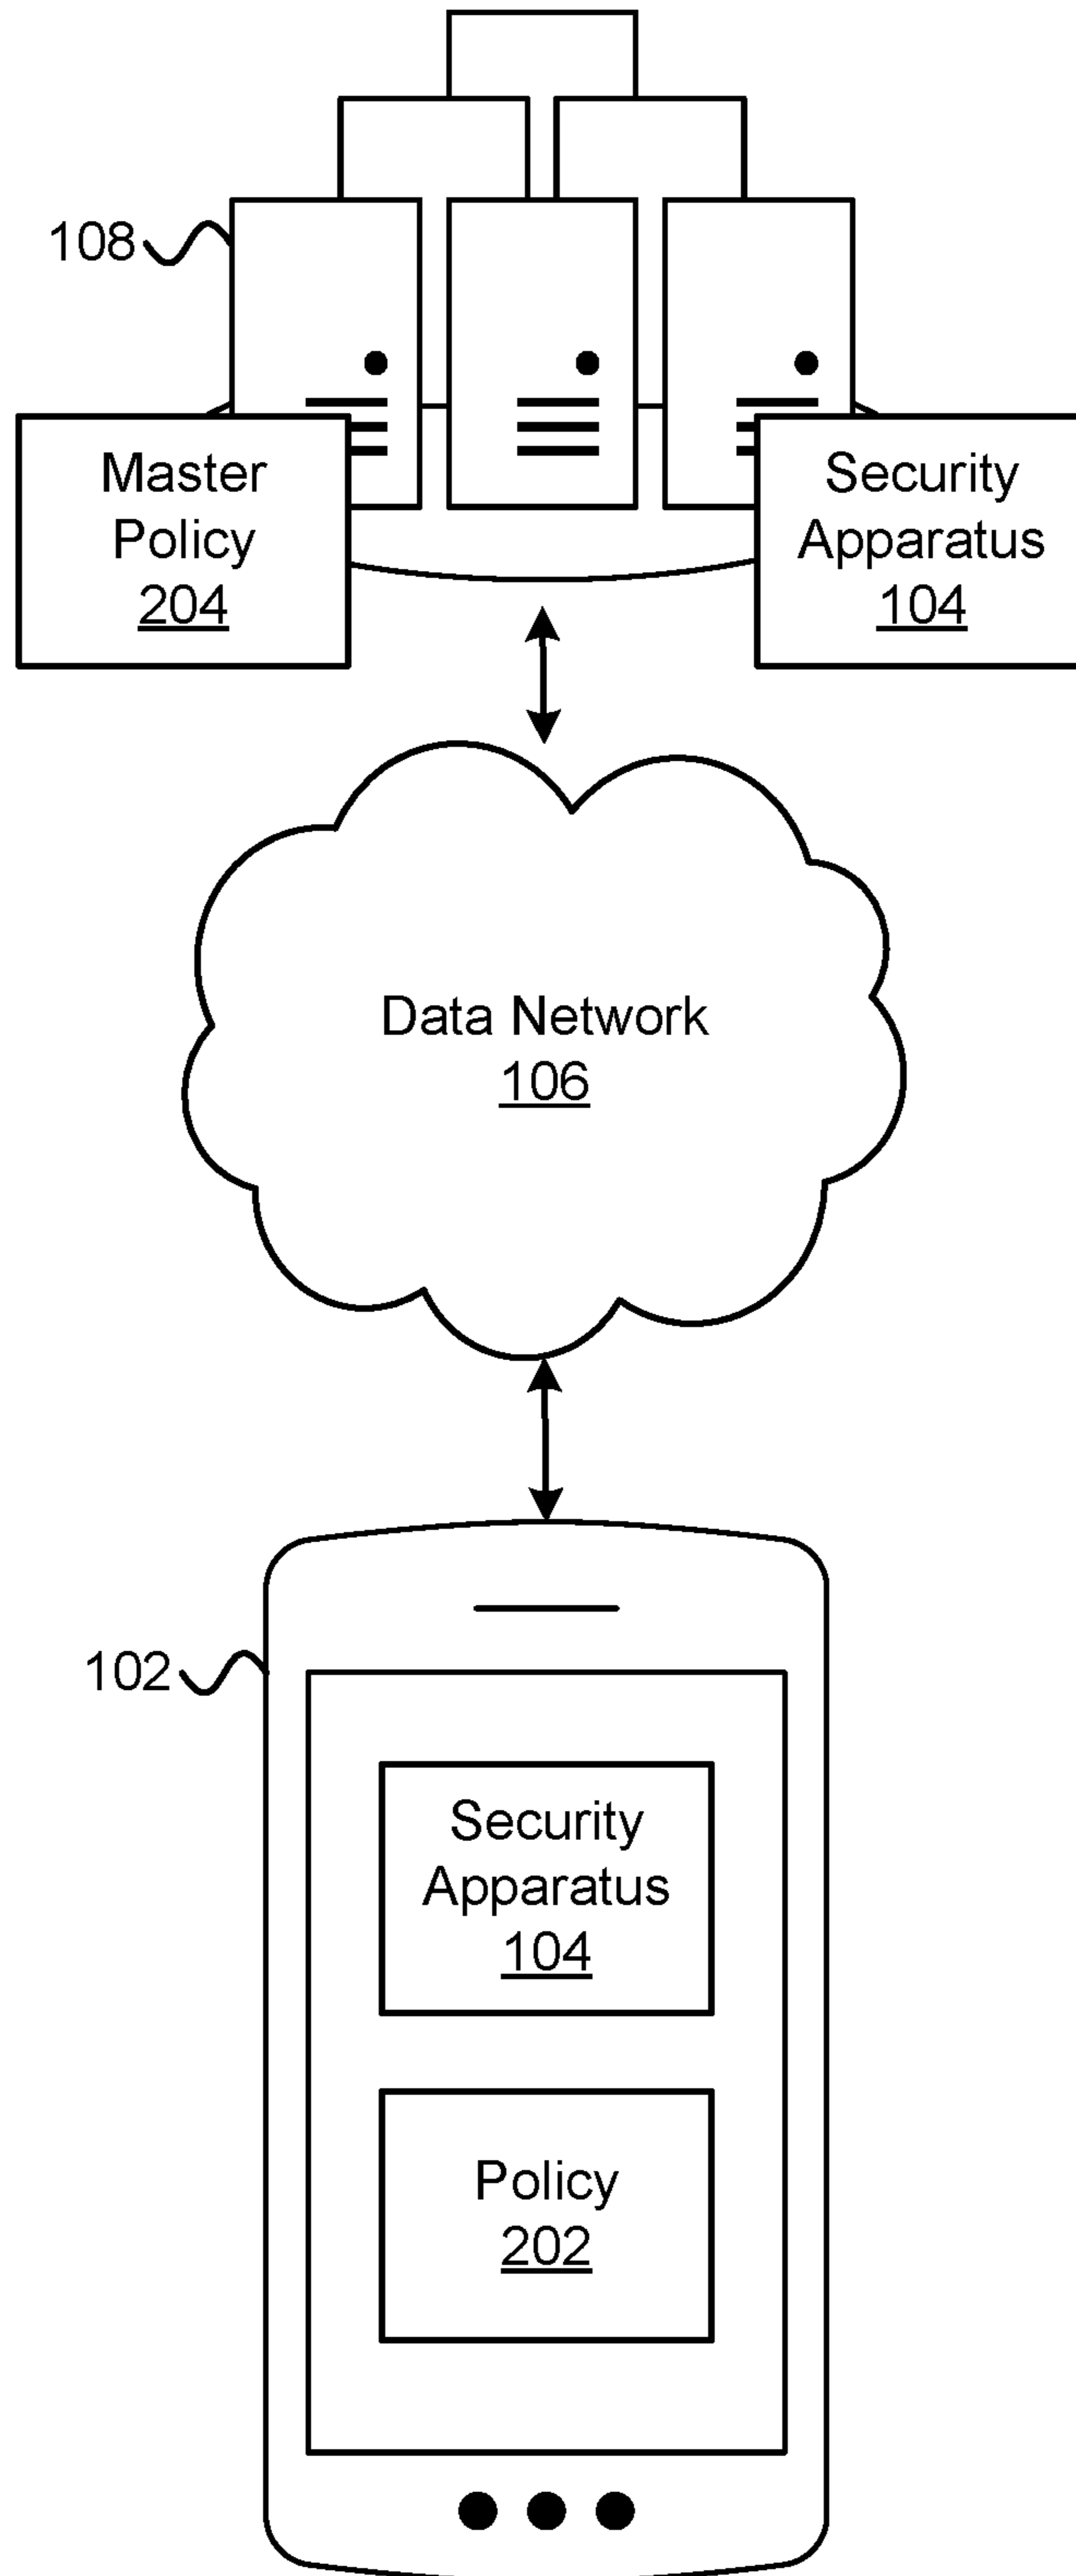 108
Master
Policy
204
Security
Apparatus
104
Data Network
106
102
Security
Apparatus
104
Policy
202